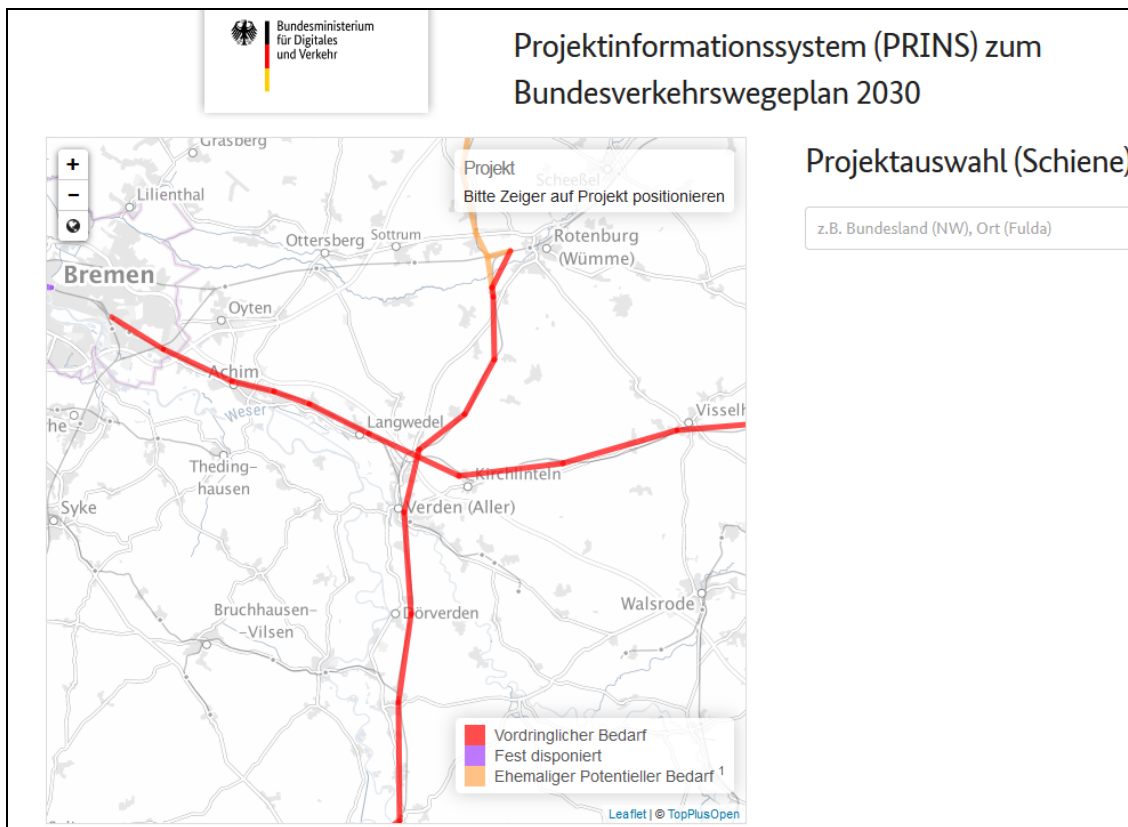 Bundesministerium
für Digitales
und Verkehr
Projektinformationssystem (PRINS) zum
Bundesverkehrswegeplan 2030
Projektauswahl (Schiene)
z.B. Bundesland (NW), Ort (Fulda)
+
−
Projekt
Bitte Zeiger auf Projekt positionieren
Grasberg
Scheeßel
Lilienthal
Ottersberg
Sottrum
Rotenburg
(Wümme)
Bremen
Oyten
Achim
Weser
Langwedel
Visselh
he
Theding-
hausen
Kirchlinteln
Syke
Verden (Aller)
Bruchhausen-
-Vilsen
Dörverden
Walsrode
Vordringlicher Bedarf
Fest disponiert
Ehemaliger Potentieller Bedarf 1
Leaflet | © TopPlusOpen